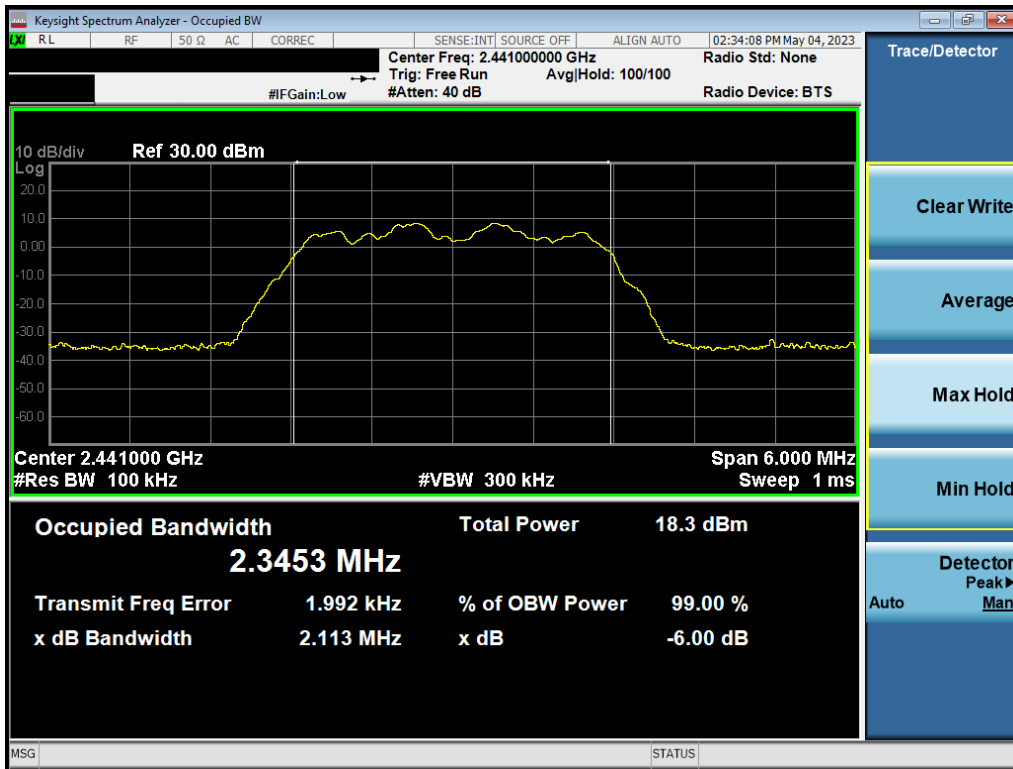 Keysight Spectrum Analyzer - Occupied BW
LXI RL RF 50 Ω AC CORREC SENSE:INT SOURCE OFF ALIGN AUTO 02:34:08 PM May 04, 2023
Center Freq: 2.441000000 GHz Radio Std: None
Trig: Free Run Avg|Hold: 100/100
#IFGain:Low #Atten: 40 dB Radio Device: BTS
Trace/Detector
10 dB/div Ref 30.00 dBm
Log
20.0
10.0
0.00
-10.0
-20.0
-30.0
-40.0
-50.0
-60.0
Center 2.441000 GHz Span 6.000 MHz
#Res BW 100 kHz #VBW 300 kHz Sweep 1 ms
Occupied Bandwidth Total Power 18.3 dBm
2.3453 MHz
Transmit Freq Error 1.992 kHz % of OBW Power 99.00 %
x dB Bandwidth 2.113 MHz x dB -6.00 dB
Clear Write
Average
Max Hold
Min Hold
Detector
Peak
Auto Man
MSG STATUS